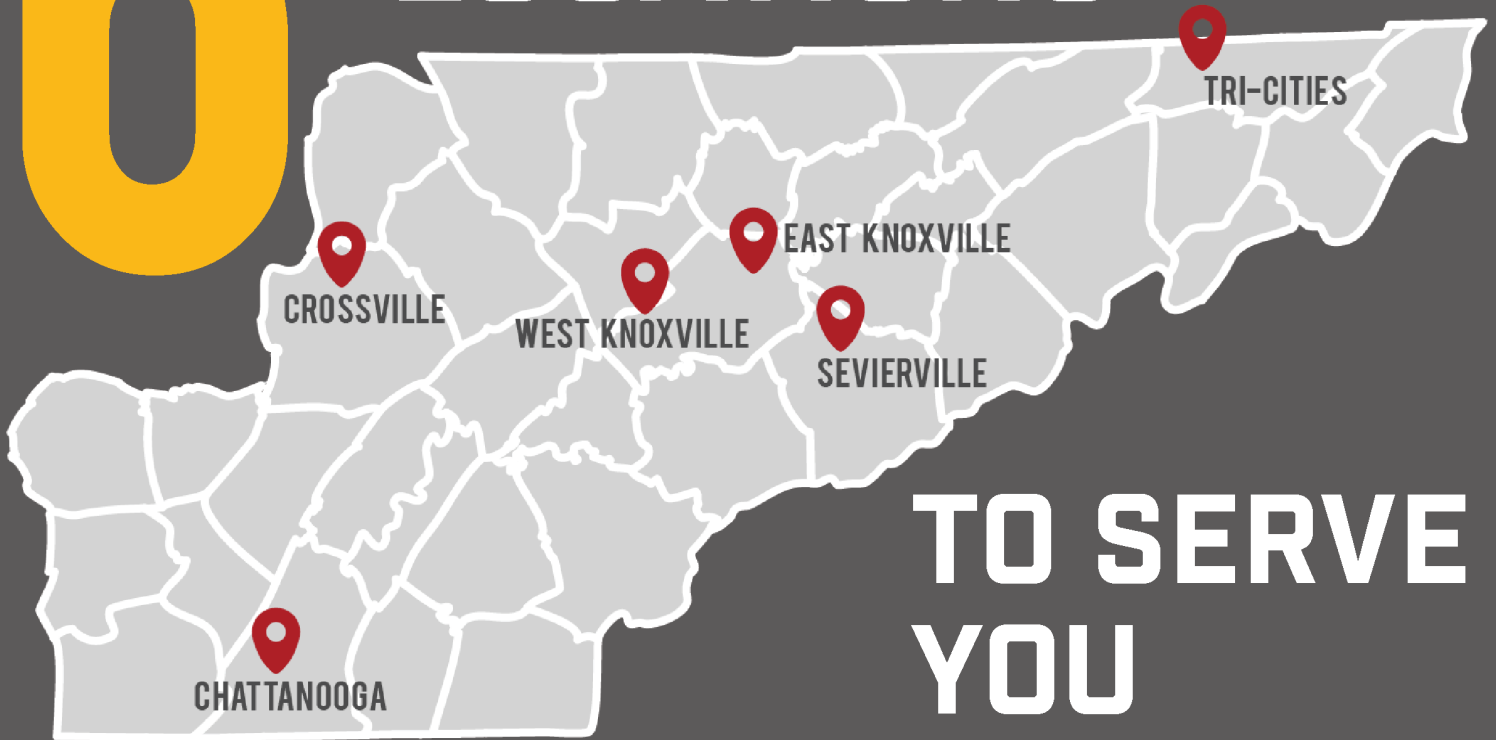 TRI-CITIES
EAST KNOXVILLE
CROSSVILLE
WEST KNOXVILLE
SEVIERVILLE
TO SERVE
YOU
CHATTANOOGA